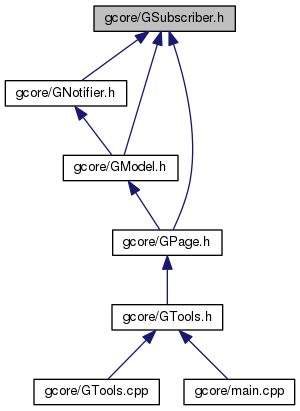 gcore/GSubscriber.h
gcore/GNotifier.h
gcore/GModel.h
gcore/GPage.h
gcore/GTools.h
gcore/GTools.cpp
gcore/main.cpp